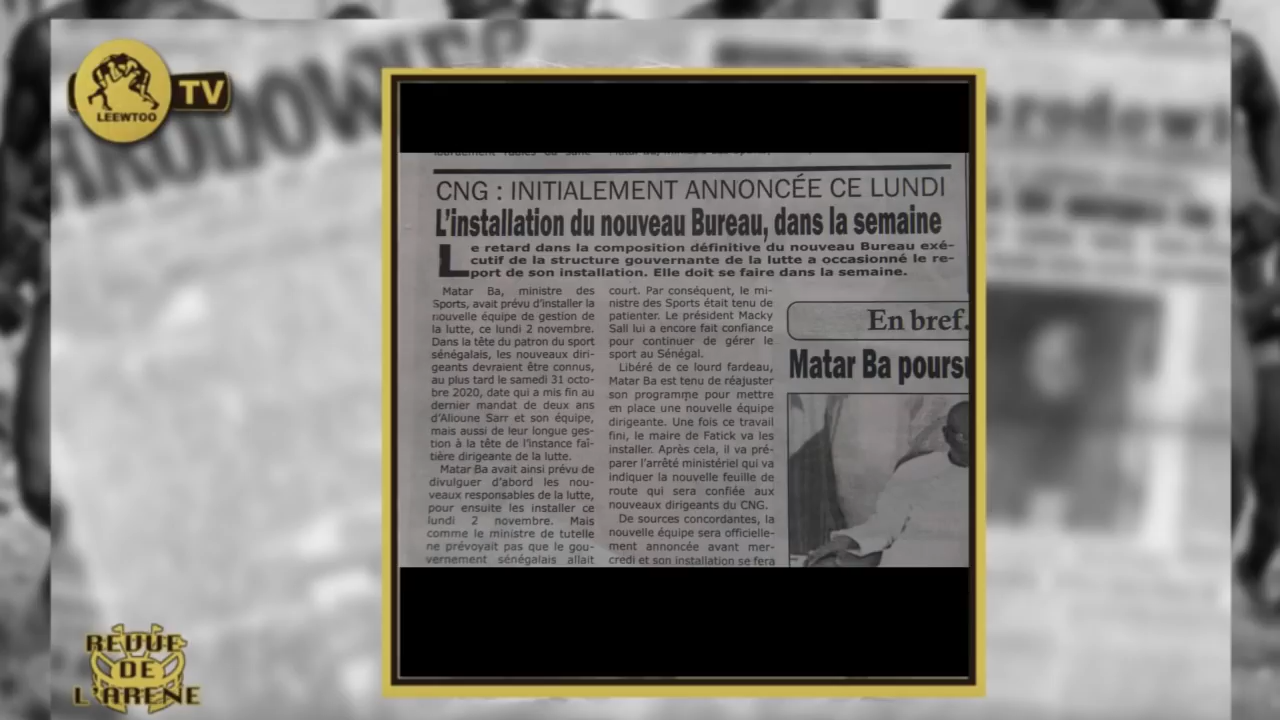 LEEWTOO
TV
CNG : INITIALEMENT ANNONCÉE CE LUNDI
L'installation du nouveau Bureau, dans la semaine
Le retard dans la composition définitive du nouveau Bureau exé-
cutif de la structure gouvernante de la lutte a occasionné le re-
port de son installation. Elle doit se faire dans la semaine.
Matar Ba, ministre des
Sports, avait prévu d'installer la
nouvelle équipe de gestion de
la lutte, ce lundi 2 novembre.
Dans la tête du patron du sport
sénégalais, les nouveaux diri-
geants devraient être connus,
au plus tard le samedi 31 octo-
bre 2020, date qui a mis fin au
dernier mandat de deux ans
d'Alioune Sarr et son équipe,
mais aussi de leur longue ges-
tion à la tête de l'instance faî-
tière dirigeante de la lutte.
Matar Ba avait ainsi prévu de
divulguer d'abord les nou-
veaux responsables de la lutte,
pour ensuite les installer ce
lundi 2 novembre. Mais
comme le ministre de tutelle
ne prévoyait pas que le gou-
vernement sénégalais allait
court. Par conséquent, le mi-
nistre des Sports était tenu de
patienter. Le président Macky
Sall lui a encore fait confiance
pour continuer de gérer le
sport au Sénégal.
Libéré de ce lourd fardeau,
Matar Ba est tenu de réajuster
son programme pour mettre
en place une nouvelle équipe
dirigeante. Une fois ce travail
fini, le maire de Fatick va les
installer. Après cela, il va pré-
parer l'arrêté ministériel qui va
indiquer la nouvelle feuille de
route qui sera confiée aux
nouveaux dirigeants du CNG.
De sources concordantes, la
nouvelle équipe sera officielle-
ment annoncée avant mer-
credi et son installation se fera
En bref.
Matar Ba poursu
REVUE
DE
L'ARENE